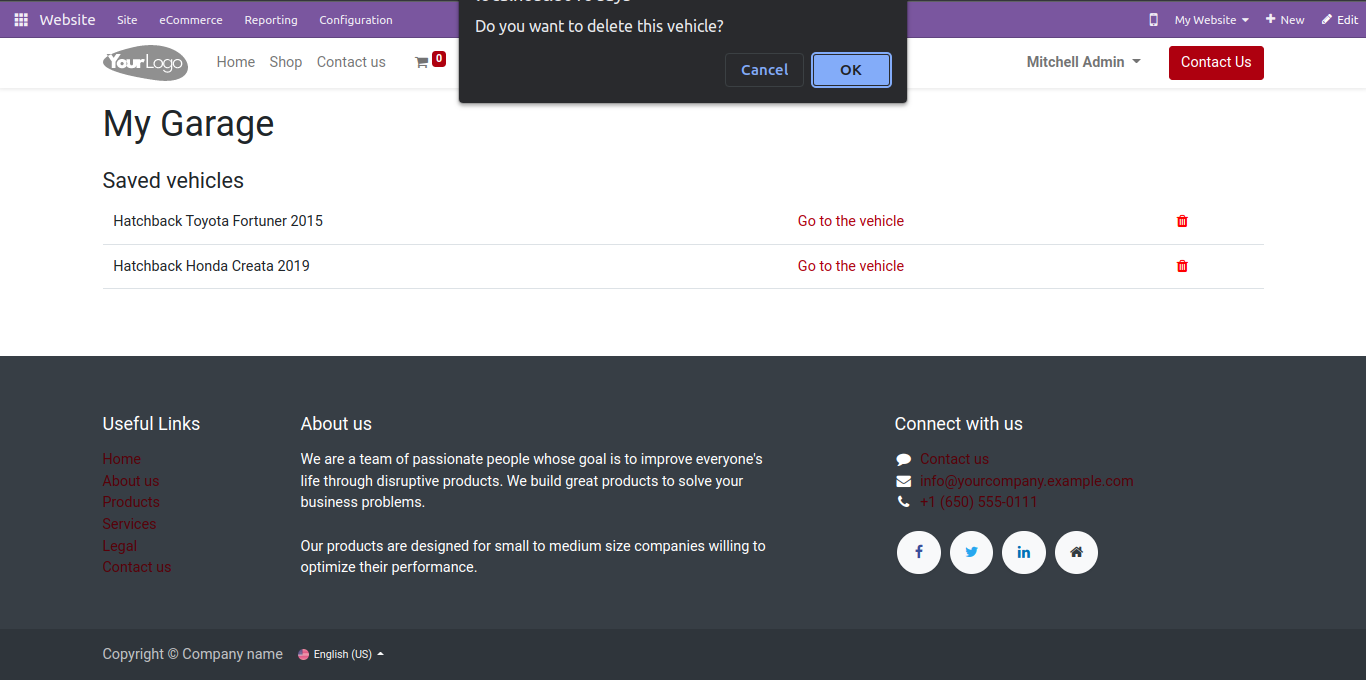 Website Site eCommerce Reporting Configuration
My Website New Edit
Do you want to delete this vehicle?
Cancel OK
YourLogo Home Shop Contact us 0 Mitchell Admin Contact Us
My Garage
Saved vehicles
Hatchback Toyota Fortuner 2015 Go to the vehicle
Hatchback Honda Creata 2019 Go to the vehicle
Useful Links
Home
About us
Products
Services
Legal
Contact us
About us
We are a team of passionate people whose goal is to improve everyone's
life through disruptive products. We build great products to solve your
business problems.
Our products are designed for small to medium size companies willing to
optimize their performance.
Connect with us
Contact us
info@yourcompany.example.com
+1 (650) 555-0111
Copyright © Company name English (US)